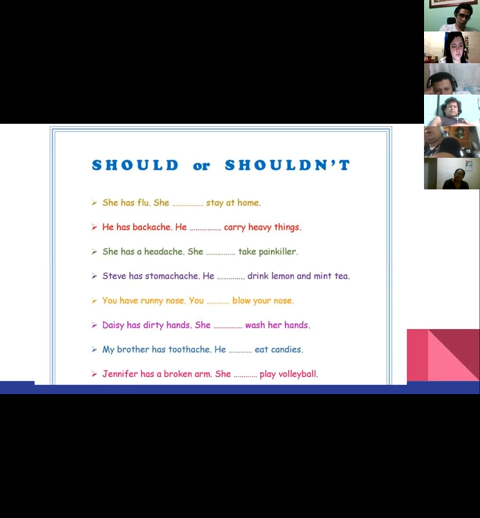 SHOULD or SHOULDN'T
She has flu. She ............... stay at home.
He has backache. He ............... carry heavy things.
She has a headache. She .............. take painkiller.
Steve has stomachache. He ............. drink lemon and mint tea.
You have runny nose. You .......... blow your nose.
Daisy has dirty hands. She ............. wash her hands.
My brother has toothache. He ........... eat candies.
Jennifer has a broken arm. She ........... play volleyball.